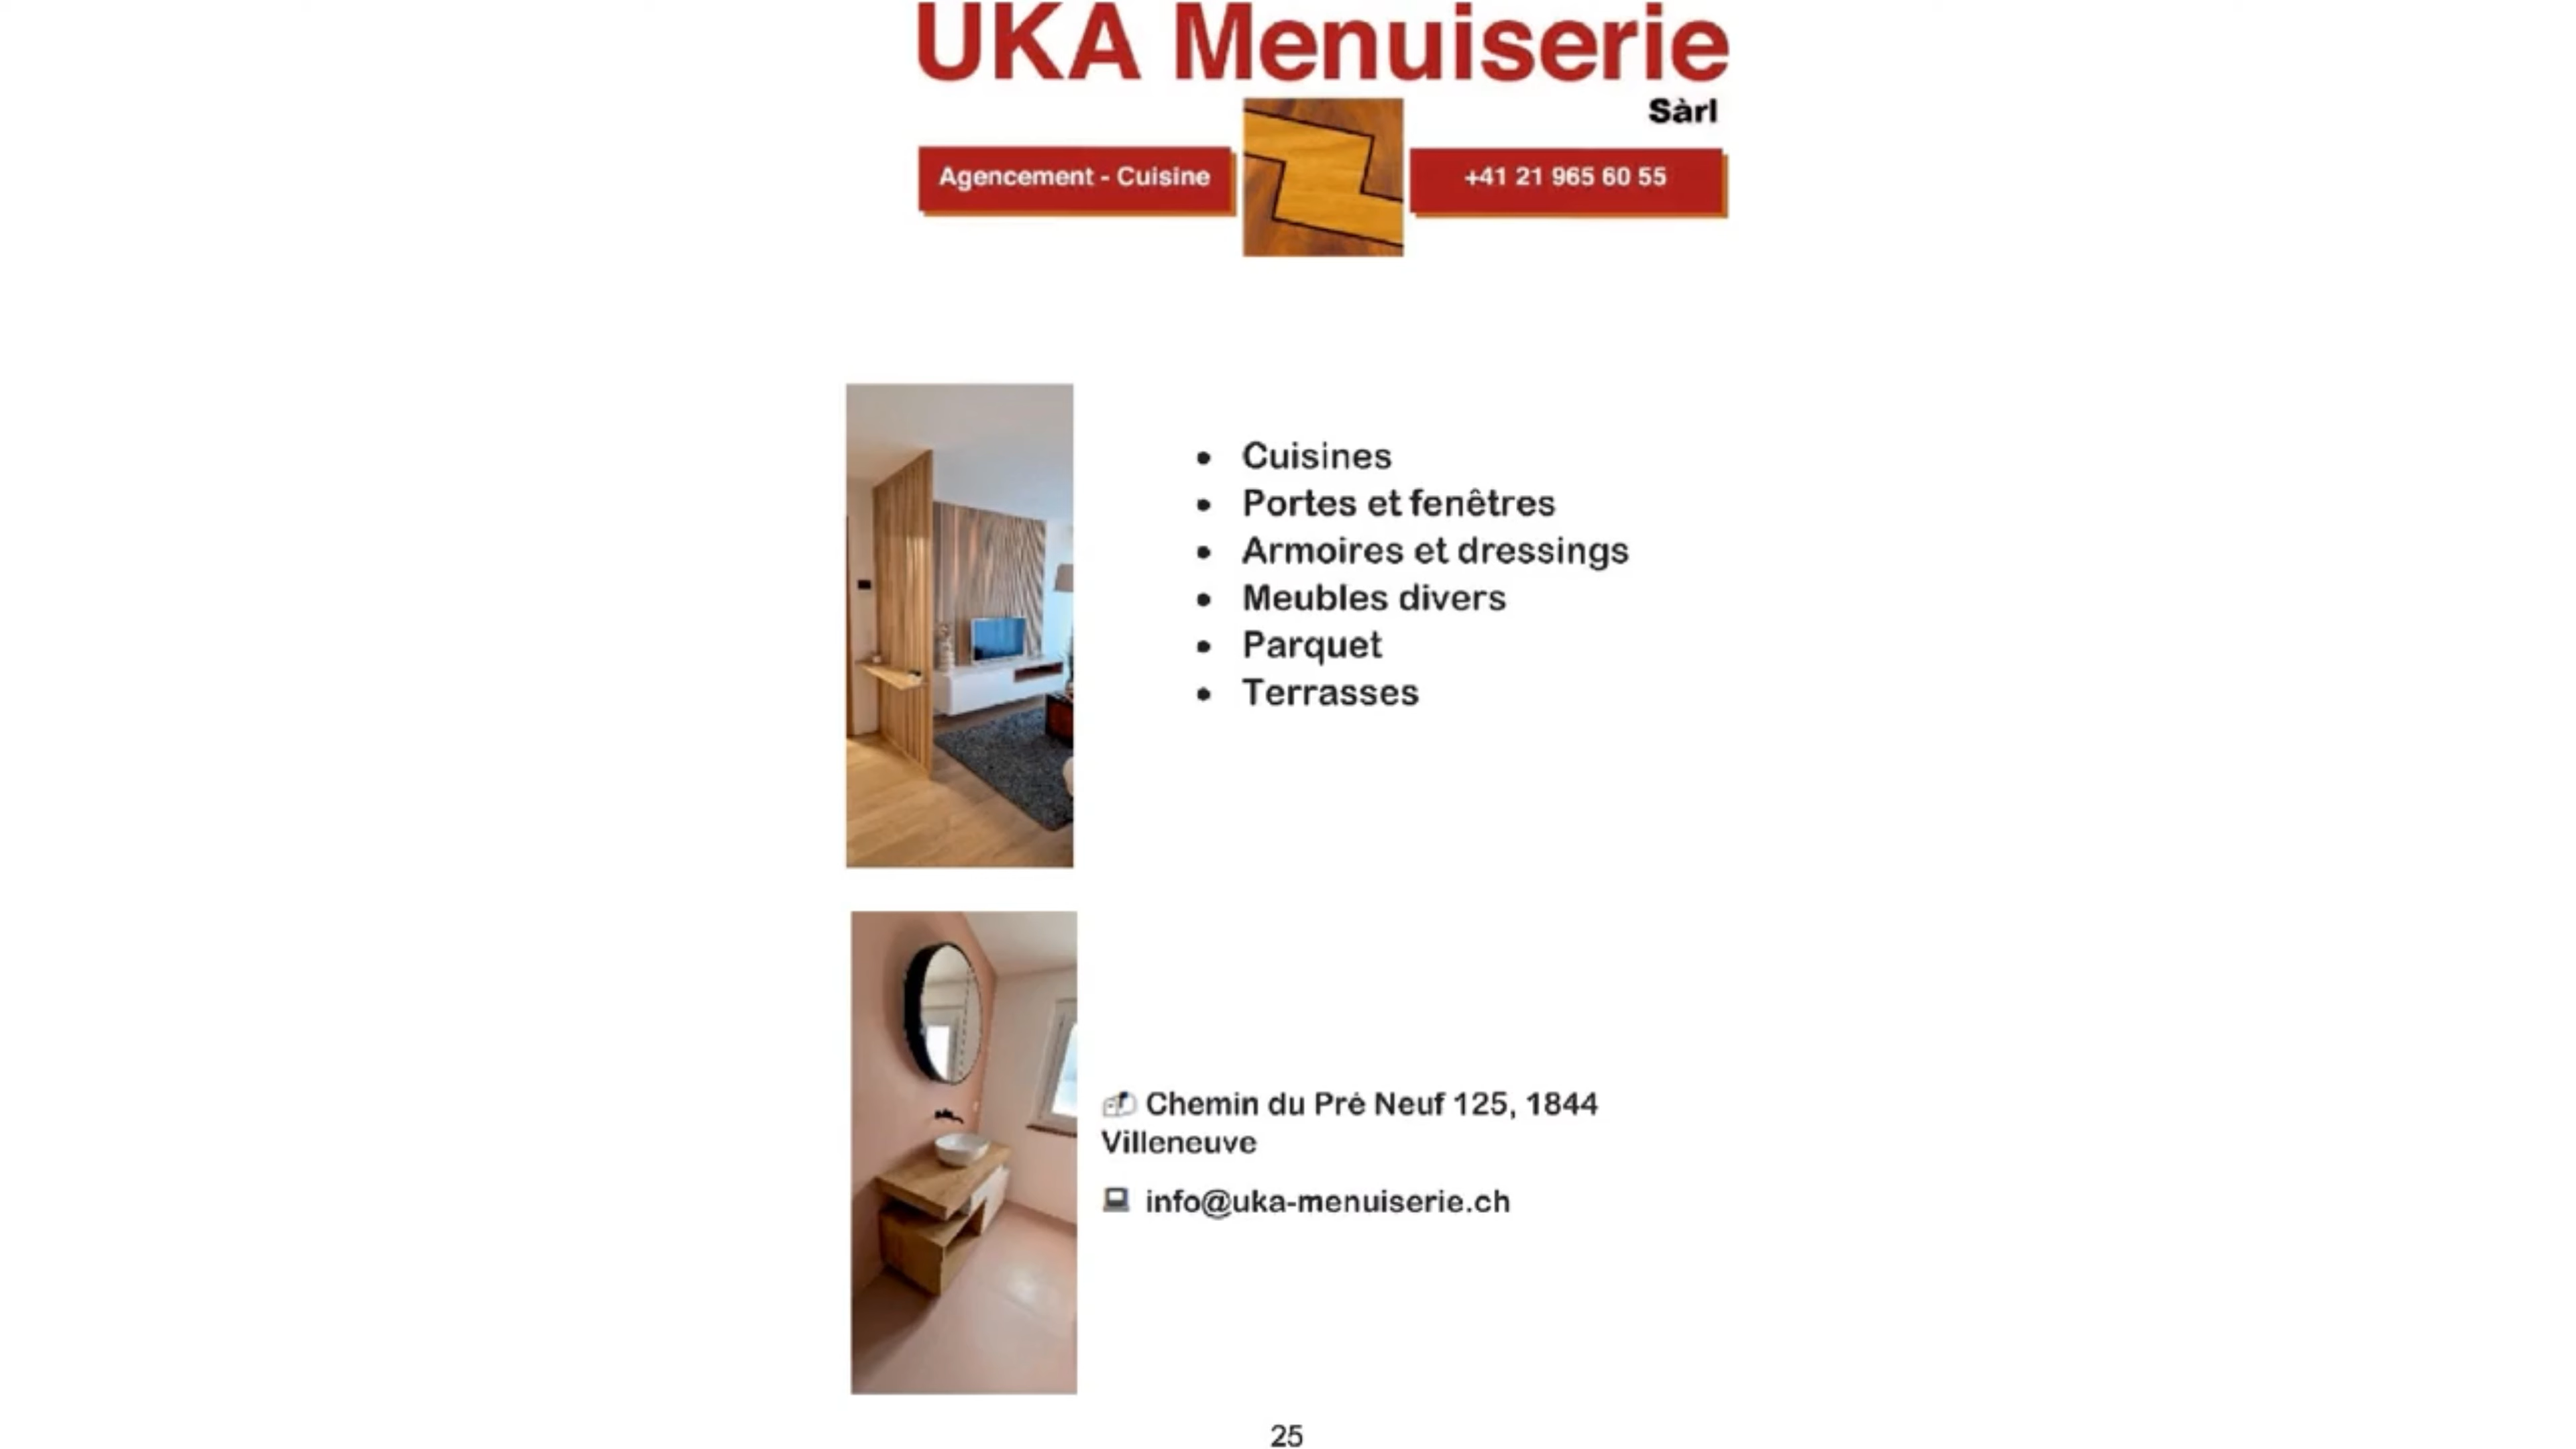 UKA Menuiserie
Sàrl
Agencement - Cuisine
+41 21 965 60 55
• Cuisines
• Portes et fenêtres
• Armoires et dressings
• Meubles divers
• Parquet
• Terrasses
Chemin du Pré Neuf 125, 1844
Villeneuve
info@uka-menuiserie.ch
25